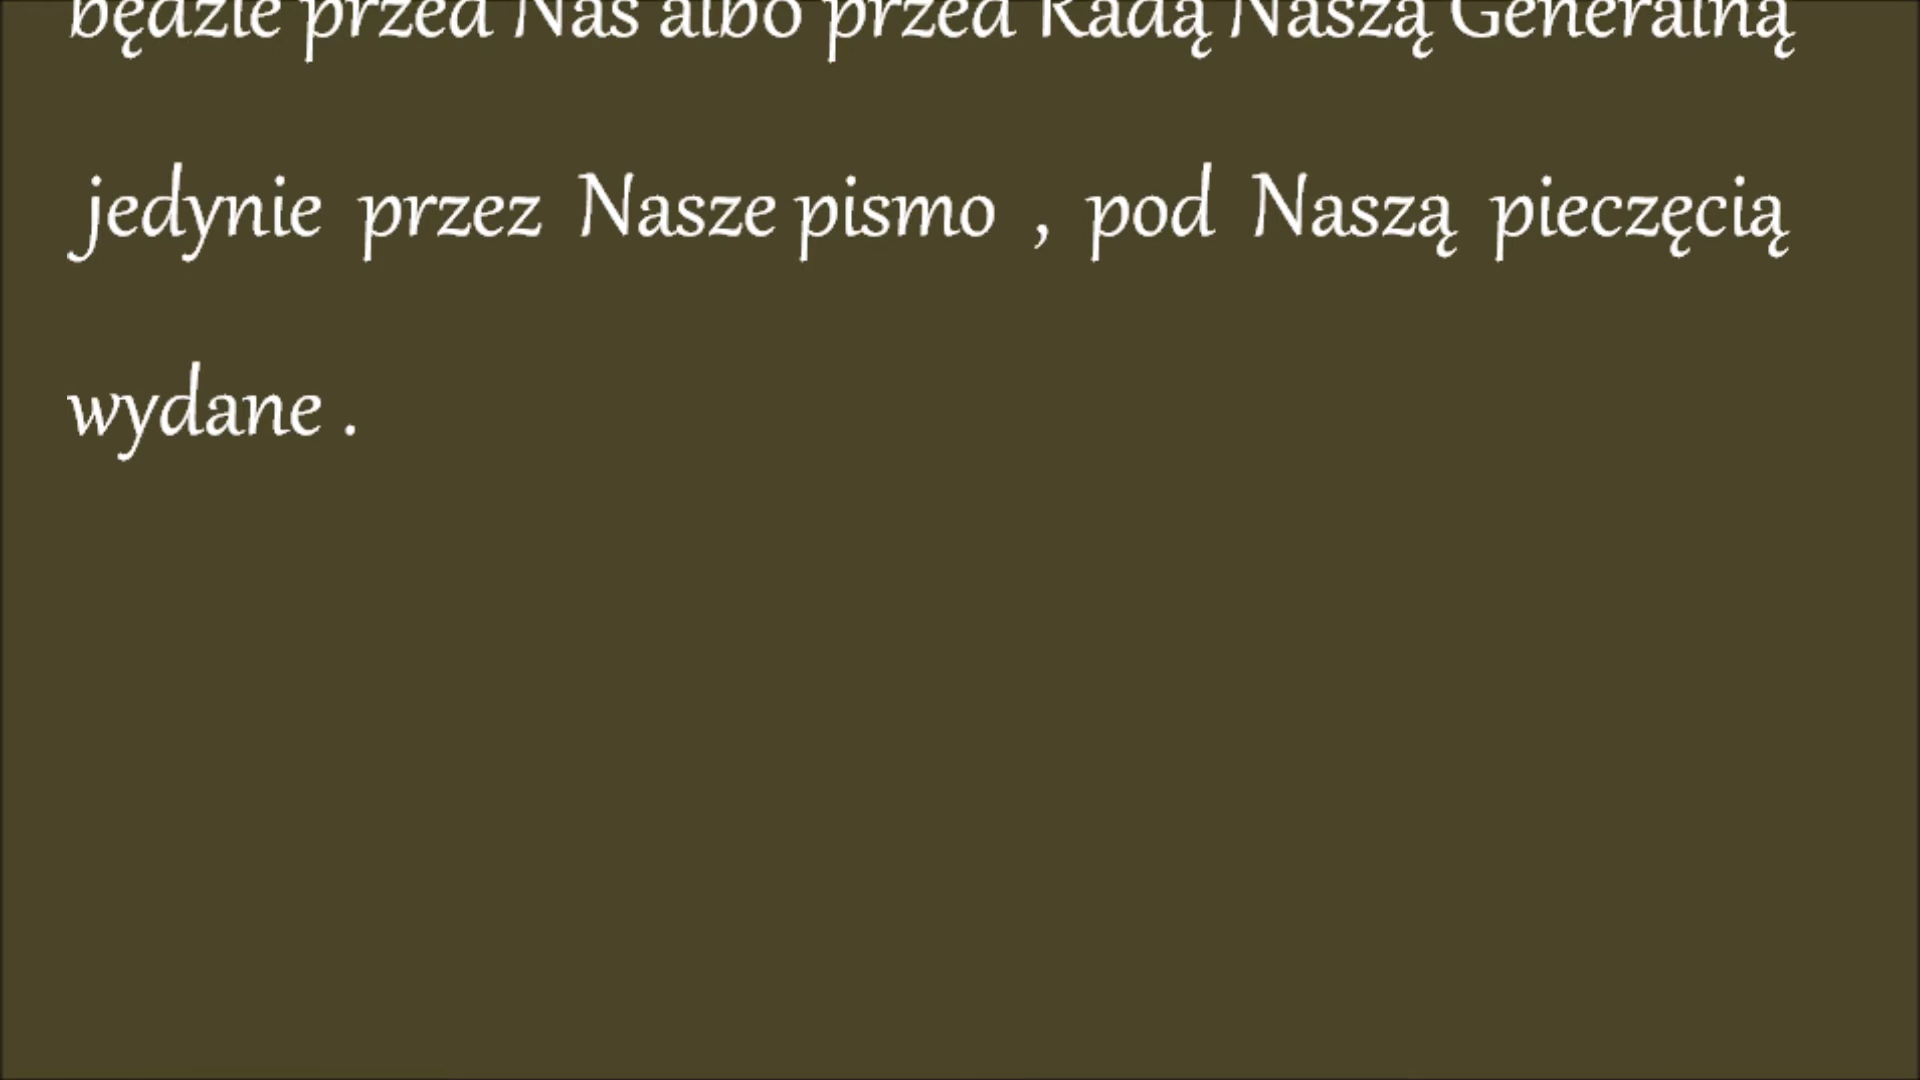 będzie przed Nas albo przed Radą Naszą Generalną
jedynie przez Nasze pismo , pod Naszą pieczęcią
wydane .